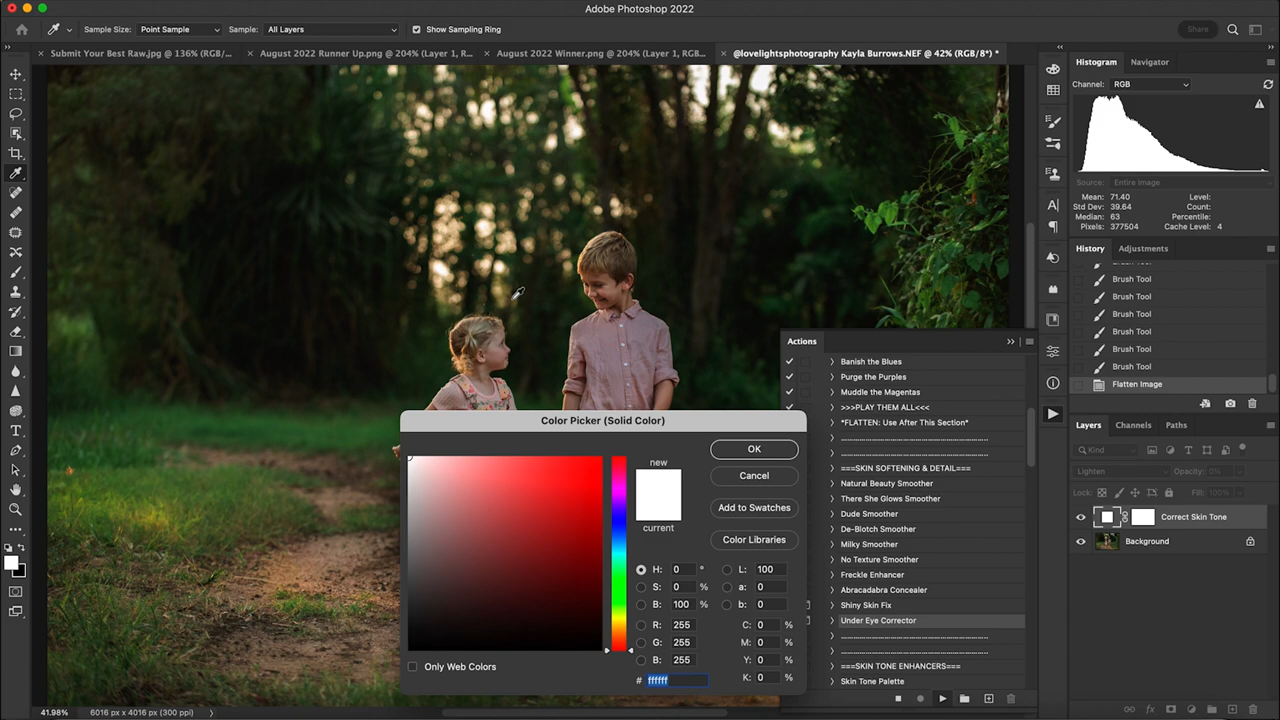 Adobe Photoshop 2022
Sample Size: Point Sample Sample: All Layers Show Sampling Ring Share
Submit Your Best Raw.jpg @ 136% (RGB/... August 2022 Runner Up.png @ 204% (Layer 1, R... August 2022 Winner.png @ 204% (Layer 1, RGB... @lovelightsphotography Kayla Burrows.NEF @ 42% (RGB/8*) *
Histogram Navigator
Channel: RGB
Source: Entire Image
Mean: 71.40 Level:
Std Dev: 39.64 Count:
Median: 63 Percentile:
Pixels: 377504 Cache Level: 4
History Adjustments
Brush Tool
Brush Tool
Brush Tool
Brush Tool
Brush Tool
Brush Tool
Flatten Image
Layers Channels Paths
Kind
Lighten Opacity: 0%
Lock: Fill: 100%
Correct Skin Tone
Background
Actions
Banish the Blues
Purge the Purples
Muddle the Magentas
>>>PLAY THEM ALL<<<
*FLATTEN: Use After This Section*
===SKIN SOFTENING & DETAIL===
Natural Beauty Smoother
There She Glows Smoother
Dude Smoother
De-Blotch Smoother
Milky Smoother
No Texture Smoother
Freckle Enhancer
Abracadabra Concealer
Shiny Skin Fix
Under Eye Corrector
===SKIN TONE ENHANCERS===
Skin Tone Palette
Color Picker (Solid Color)
new
current
OK
Cancel
Add to Swatches
Color Libraries
H: 0 ° L: 100
S: 0 % a: 0
B: 100 % b: 0
R: 255 C: 0 %
G: 255 M: 0 %
B: 255 Y: 0 %
# ffffff K: 0 %
Only Web Colors
41.98% 6016 px x 4016 px (300 ppi)